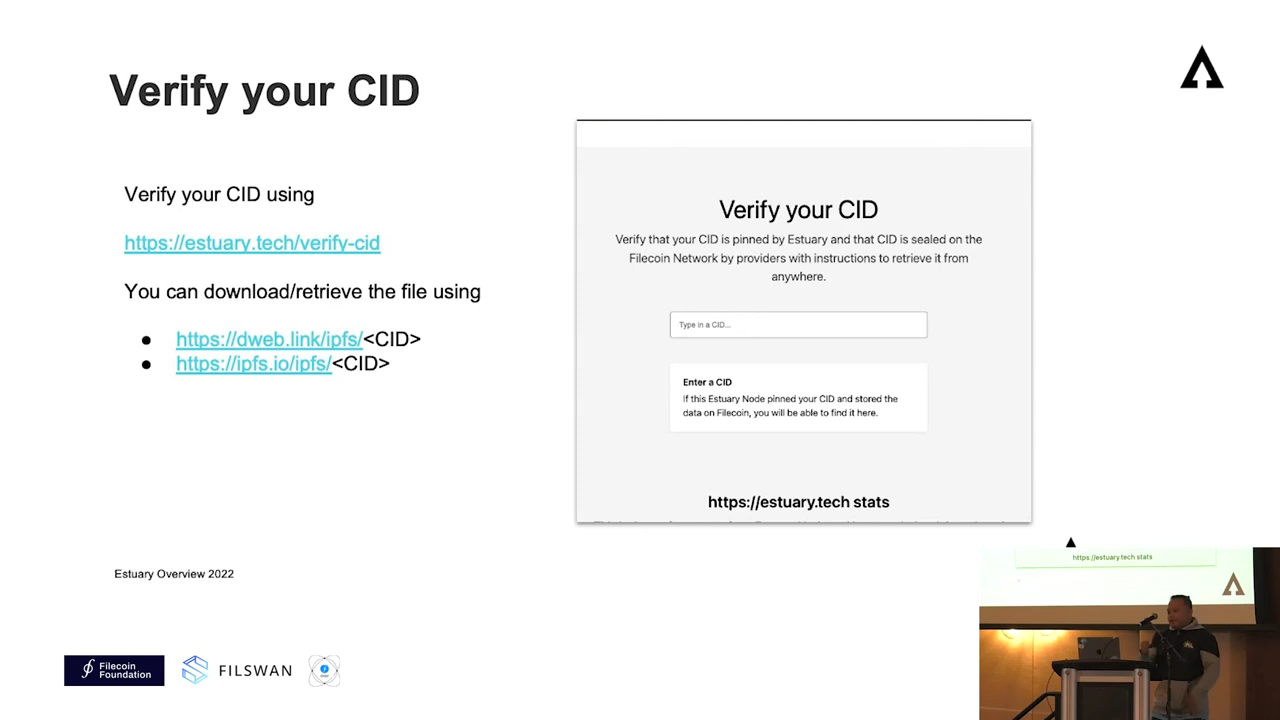 Verify your CID
Verify your CID using
https://estuary.tech/verify-cid
You can download/retrieve the file using
https://dweb.link/ipfs/<CID>
https://ipfs.io/ipfs/<CID>
Verify your CID
Verify that your CID is pinned by Estuary and that CID is sealed on the
Filecoin Network by providers with instructions to retrieve it from
anywhere.
Type in a CID...
Enter a CID
If this Estuary Node pinned your CID and stored the
data on Filecoin, you will be able to find it here.
https://estuary.tech stats
https://estuary.tech stats
Estuary Overview 2022
Filecoin
Foundation
FILSWAN